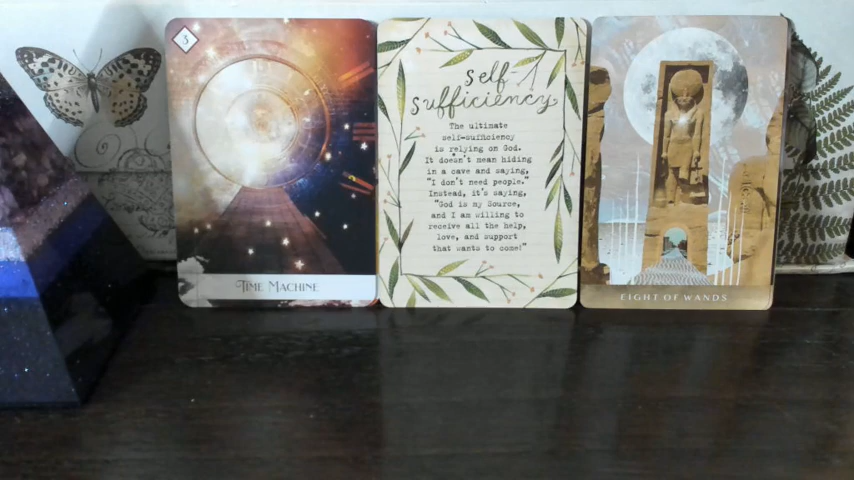 3
TIME MACHINE
self-
sufficiency
The ultimate
self-sufficiency
is relying on God.
It doesn't mean hiding
in a cave and saying,
"I don't need people."
Instead, it's saying,
"God is my Source,
and I am willing to
receive all the help,
love, and support
that wants to come!"
EIGHT OF WANDS